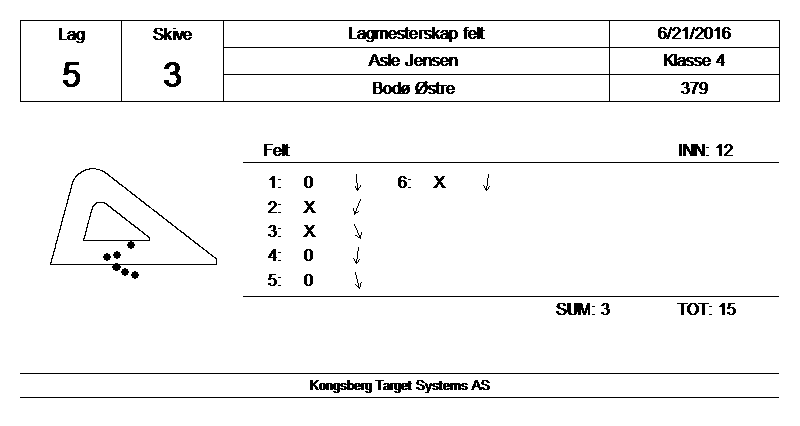 Lag Skive Lagmesterskap felt 6/21/2016
5 3 Asle Jensen Klasse 4
Bodø Østre 379
Felt INN: 12
1: 0 ↓ 6: X ↓
2: X ↙
3: X ↘
4: 0 ↓
5: 0 ↘
SUM: 3 TOT: 15
Kongsberg Target Systems AS